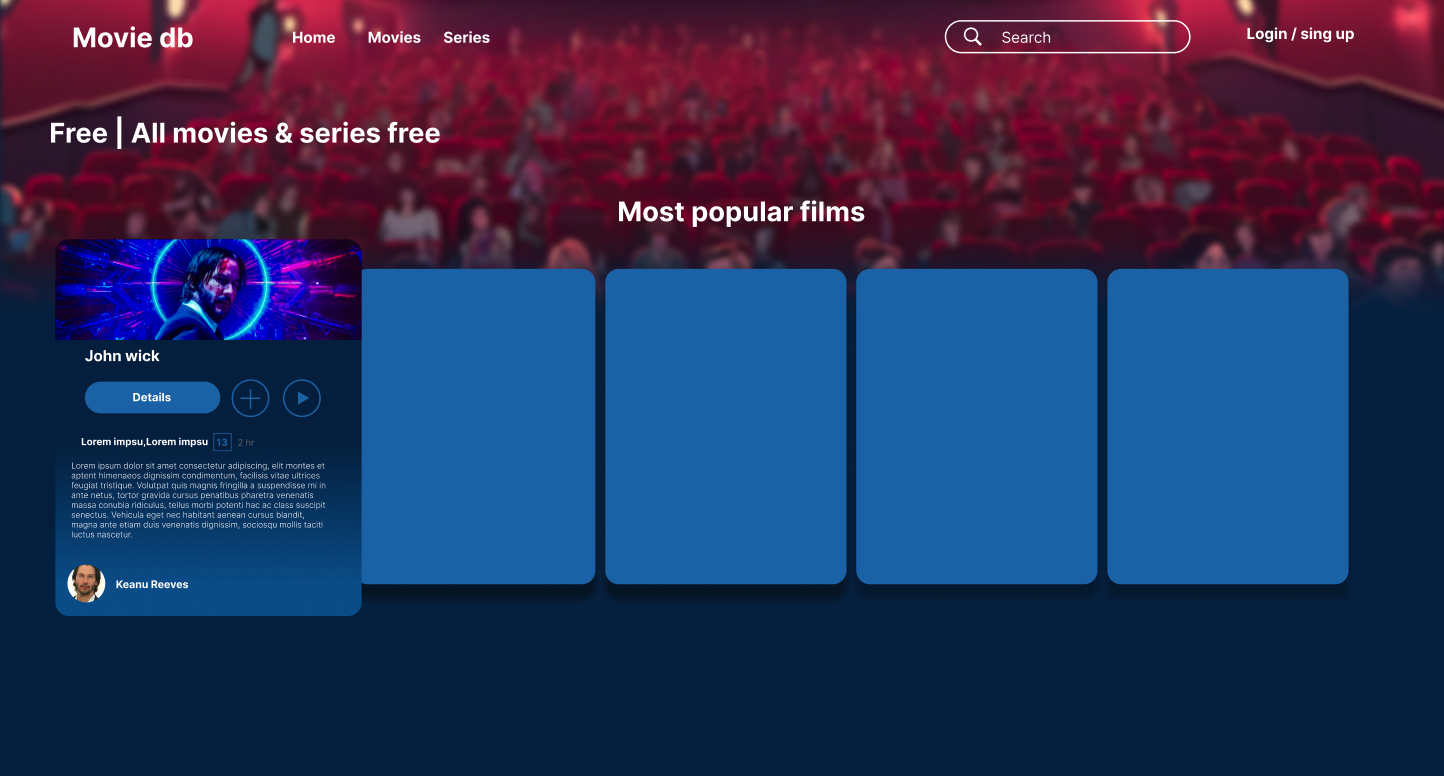 Movie db
Home
Movies
Series
Search
Login / sing up
Free | All movies & series free
Most popular films
John wick
Details
Lorem impsu,Lorem impsu 13 2 hr
Lorem ipsum dolor sit amet consectetur adipiscing, elit montes et
aptent himenaeos dignissim condimentum, facilisis vitae ultrices
feugiat tristique. Volutpat quis magnis fringilla a suspendisse mi in
ante netus, tortor gravida cursus penatibus pharetra venenatis
massa conubia ridiculus, tellus morbi potenti hac ac class suscipit
senectus. Vehicula eget nec habitant aenean cursus blandit,
magna ante etiam duis venenatis dignissim, sociosqu mollis taciti
luctus nascetur.
Keanu Reeves